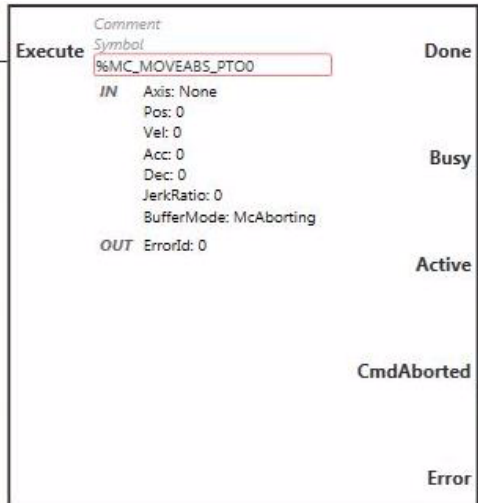 Comment
Execute Symbol Done
%MC_MOVEABS_PTO0
IN Axis: None
Pos: 0
Vel: 0
Acc: 0
Busy
Dec: 0
JerkRatio: 0
BufferMode: McAborting
OUT ErrorId: 0
Active
CmdAborted
Error